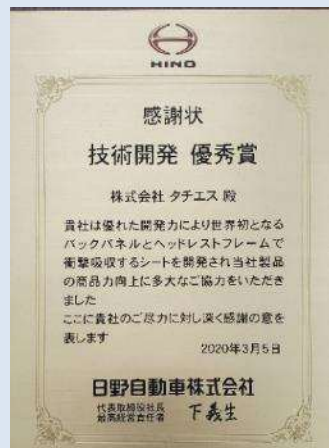 HINO
感謝状
技術開発 優秀賞
株式会社 タチエス 殿
貴社は優れた開発力により世界初となる
バックパネルとヘッドレストフレームで
衝撃吸収するシートを開発され当社製品
の商品力向上に多大なご協力をいただき
ました
ここに貴社のご尽力に対し深く感謝の意を
表します
2020年3月5日
日野自動車株式会社
代表取締役社長
最高経営責任者
下義生